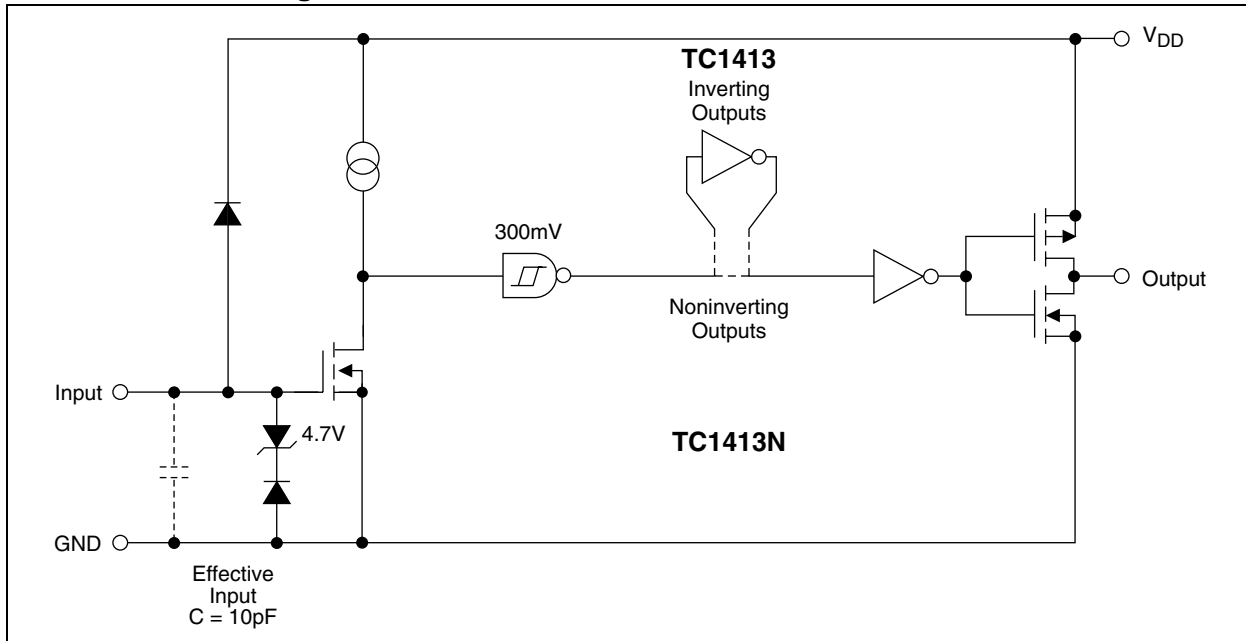 V_DD
TC1413
Inverting
Outputs
300mV
Output
Noninverting
Outputs
Input
4.7V
TC1413N
GND
Effective
Input
C = 10pF